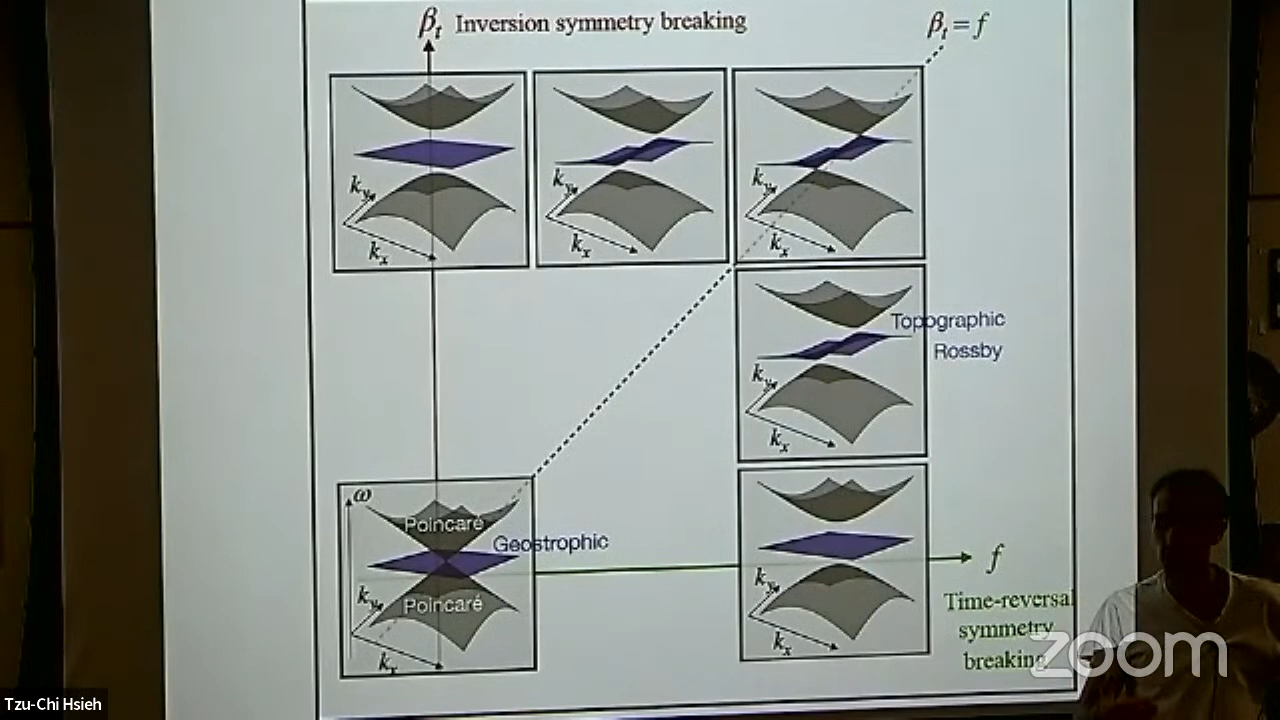 βt Inversion symmetry breaking
βt = f
ky
kx
ky
kx
ky
kx
Topographic
Rossby
ky
kx
ω
Poincaré
Geostrophic
Poincaré
ky
kx
ky
kx
f
Time-reversal
symmetry
breaking
zoom
Tzu-Chi Hsieh